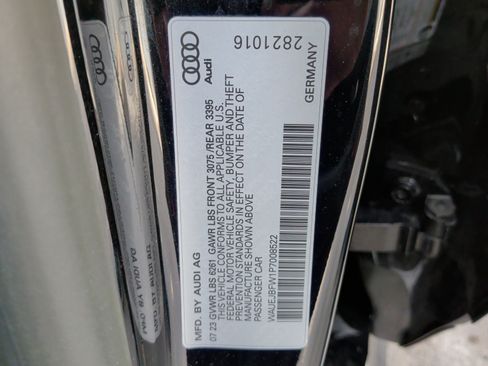 MFD. BY AUDI AG
07 23 GVWR LBS 6261 GAWR LBS FRONT 3075 /REAR 3395
THIS VEHICLE CONFORMS TO ALL APPLICABLE U.S.
FEDERAL MOTOR VEHICLE SAFETY, BUMPER AND THEFT
PREVENTION STANDARDS IN EFFECT ON THE DATE OF
MANUFACTURE SHOWN ABOVE
PASSENGER CAR
WAUEJBFW1P7008522
Audi
2821016
GERMANY